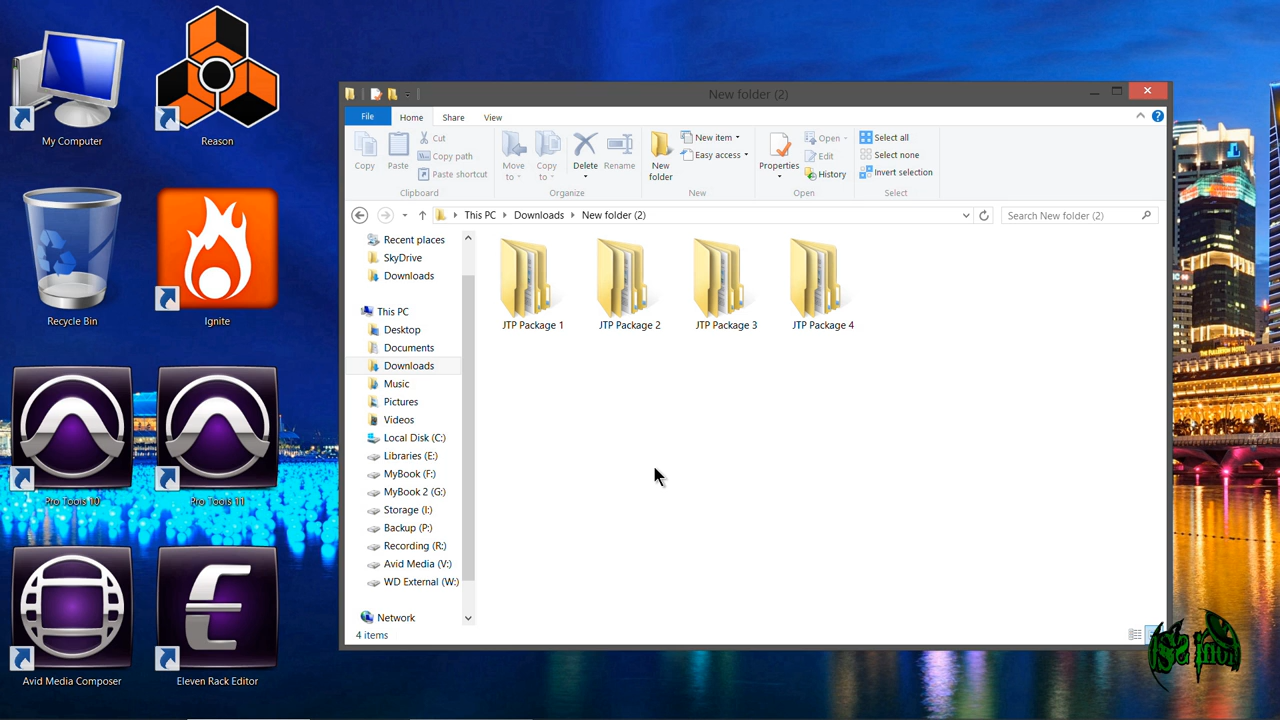 My Computer
Reason
Recycle Bin
Ignite
Pro Tools 10
Pro Tools 11
Avid Media Composer
Eleven Rack Editor
New folder (2)
File
Home
Share
View
Copy
Paste
Cut
Copy path
Paste shortcut
Clipboard
Move to
Copy to
Delete
Rename
Organize
New folder
New item
Easy access
New
Properties
Open
Edit
History
Open
Select all
Select none
Invert selection
Select
This PC
Downloads
New folder (2)
Search New folder (2)
Recent places
SkyDrive
Downloads
This PC
Desktop
Documents
Downloads
Music
Pictures
Videos
Local Disk (C:)
Libraries (E:)
MyBook (F:)
MyBook 2 (G:)
Storage (I:)
Backup (P:)
Recording (R:)
Avid Media (V:)
WD External (W:)
Network
JTP Package 1
JTP Package 2
JTP Package 3
JTP Package 4
4 items
THE FULLERTON HOTEL